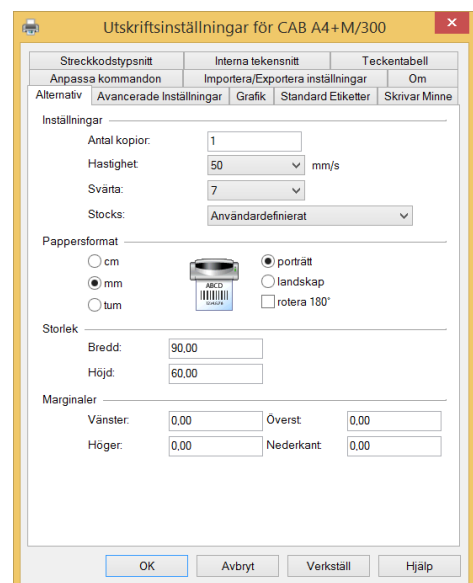 Utskriftsinställningar för CAB A4+M/300
Streckkodstypsnitt Interna tekensnitt Teckentabell
Anpassa kommandon Importera/Exportera inställningar Om
Alternativ Avancerade Inställningar Grafik Standard Etiketter Skrivar Minne
Inställningar
Antal kopior: 1
Hastighet: 50 mm/s
Svärta: 7
Stocks: Användardefinierat
Pappersformat
cm
mm
tum
ABCD
porträtt
landskap
rotera 180°
Storlek
Bredd: 90,00
Höjd: 60,00
Marginaler
Vänster: 0,00 Överst: 0,00
Höger: 0,00 Nederkant: 0,00
OK Avbryt Verkställ Hjälp